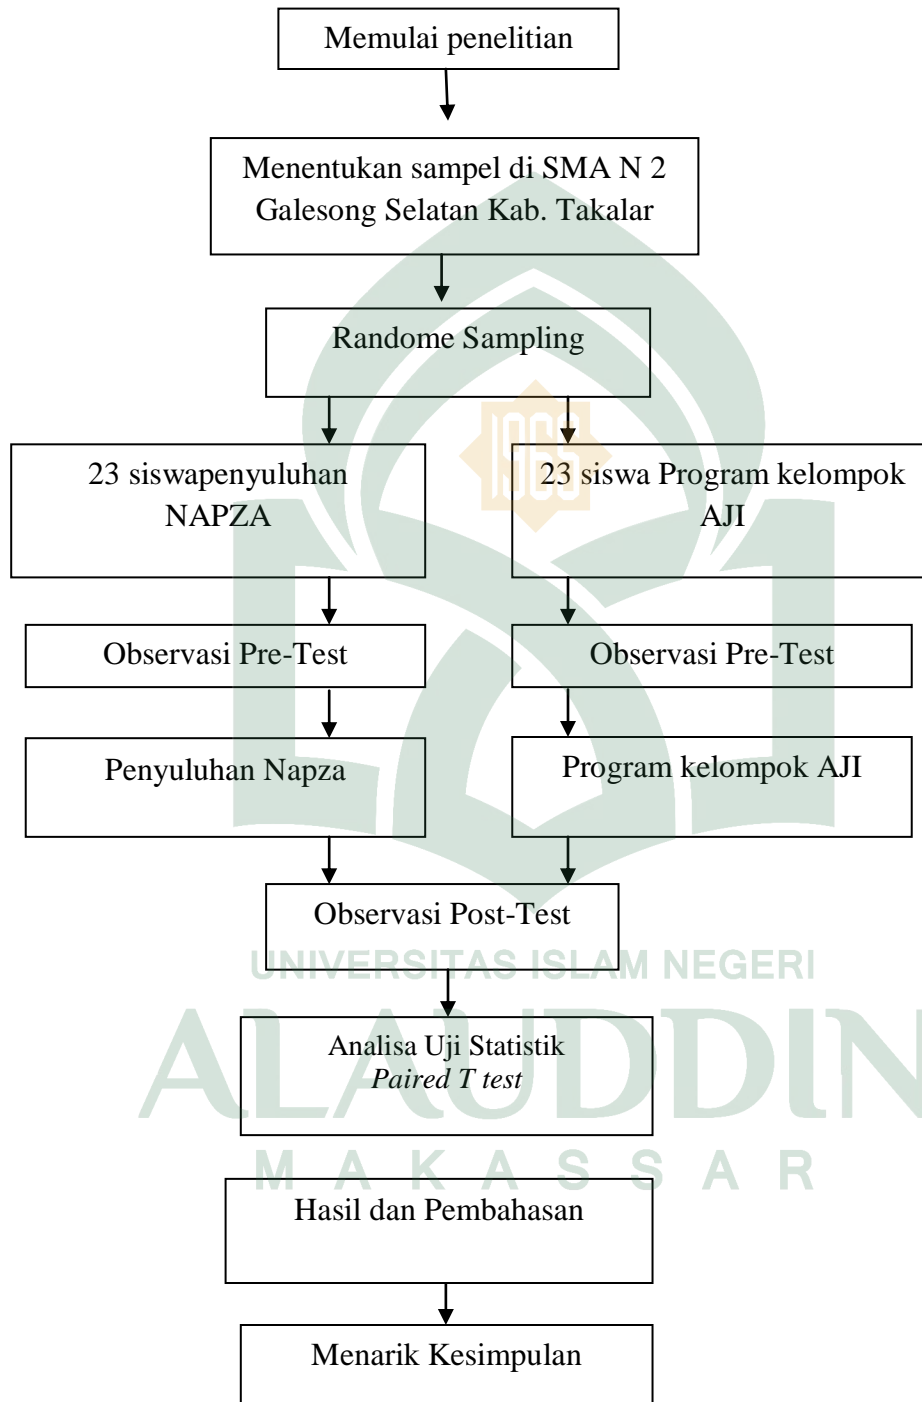 Memulai penelitian
Menentukan sampel di SMA N 2
Galesong Selatan Kab. Takalar
Randome Sampling
1965
23 siswapenyuluhan
NAPZA
23 siswa Program kelompok
AJI
Observasi Pre-Test
Observasi Pre-Test
Penyuluhan Napza
Program kelompok AJI
Observasi Post-Test
UNIVERSITAS ISLAM NEGERI
ALAUDDIN
Analisa Uji Statistik
Paired T test
MAKASSAR
Hasil dan Pembahasan
Menarik Kesimpulan